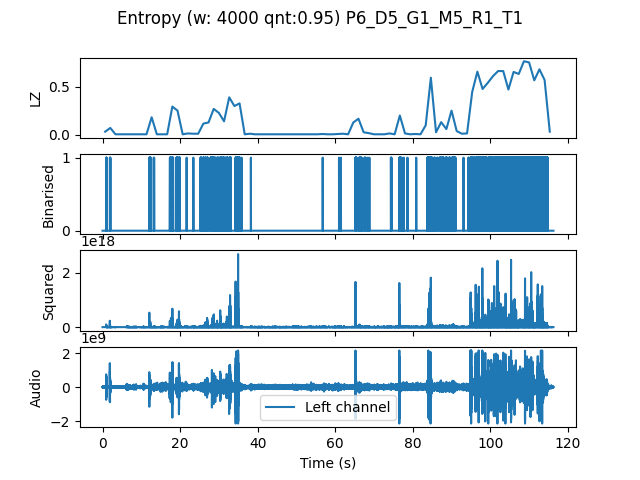 Entropy (w: 4000 qnt:0.95) P6_D5_G1_M5_R1_T1
LZ
0.5
0.0
Binarised
1
0
1e18
Squared
2
0
1e9
Audio
2
0
−2
Left channel
0 20 40 60 80 100 120
Time (s)